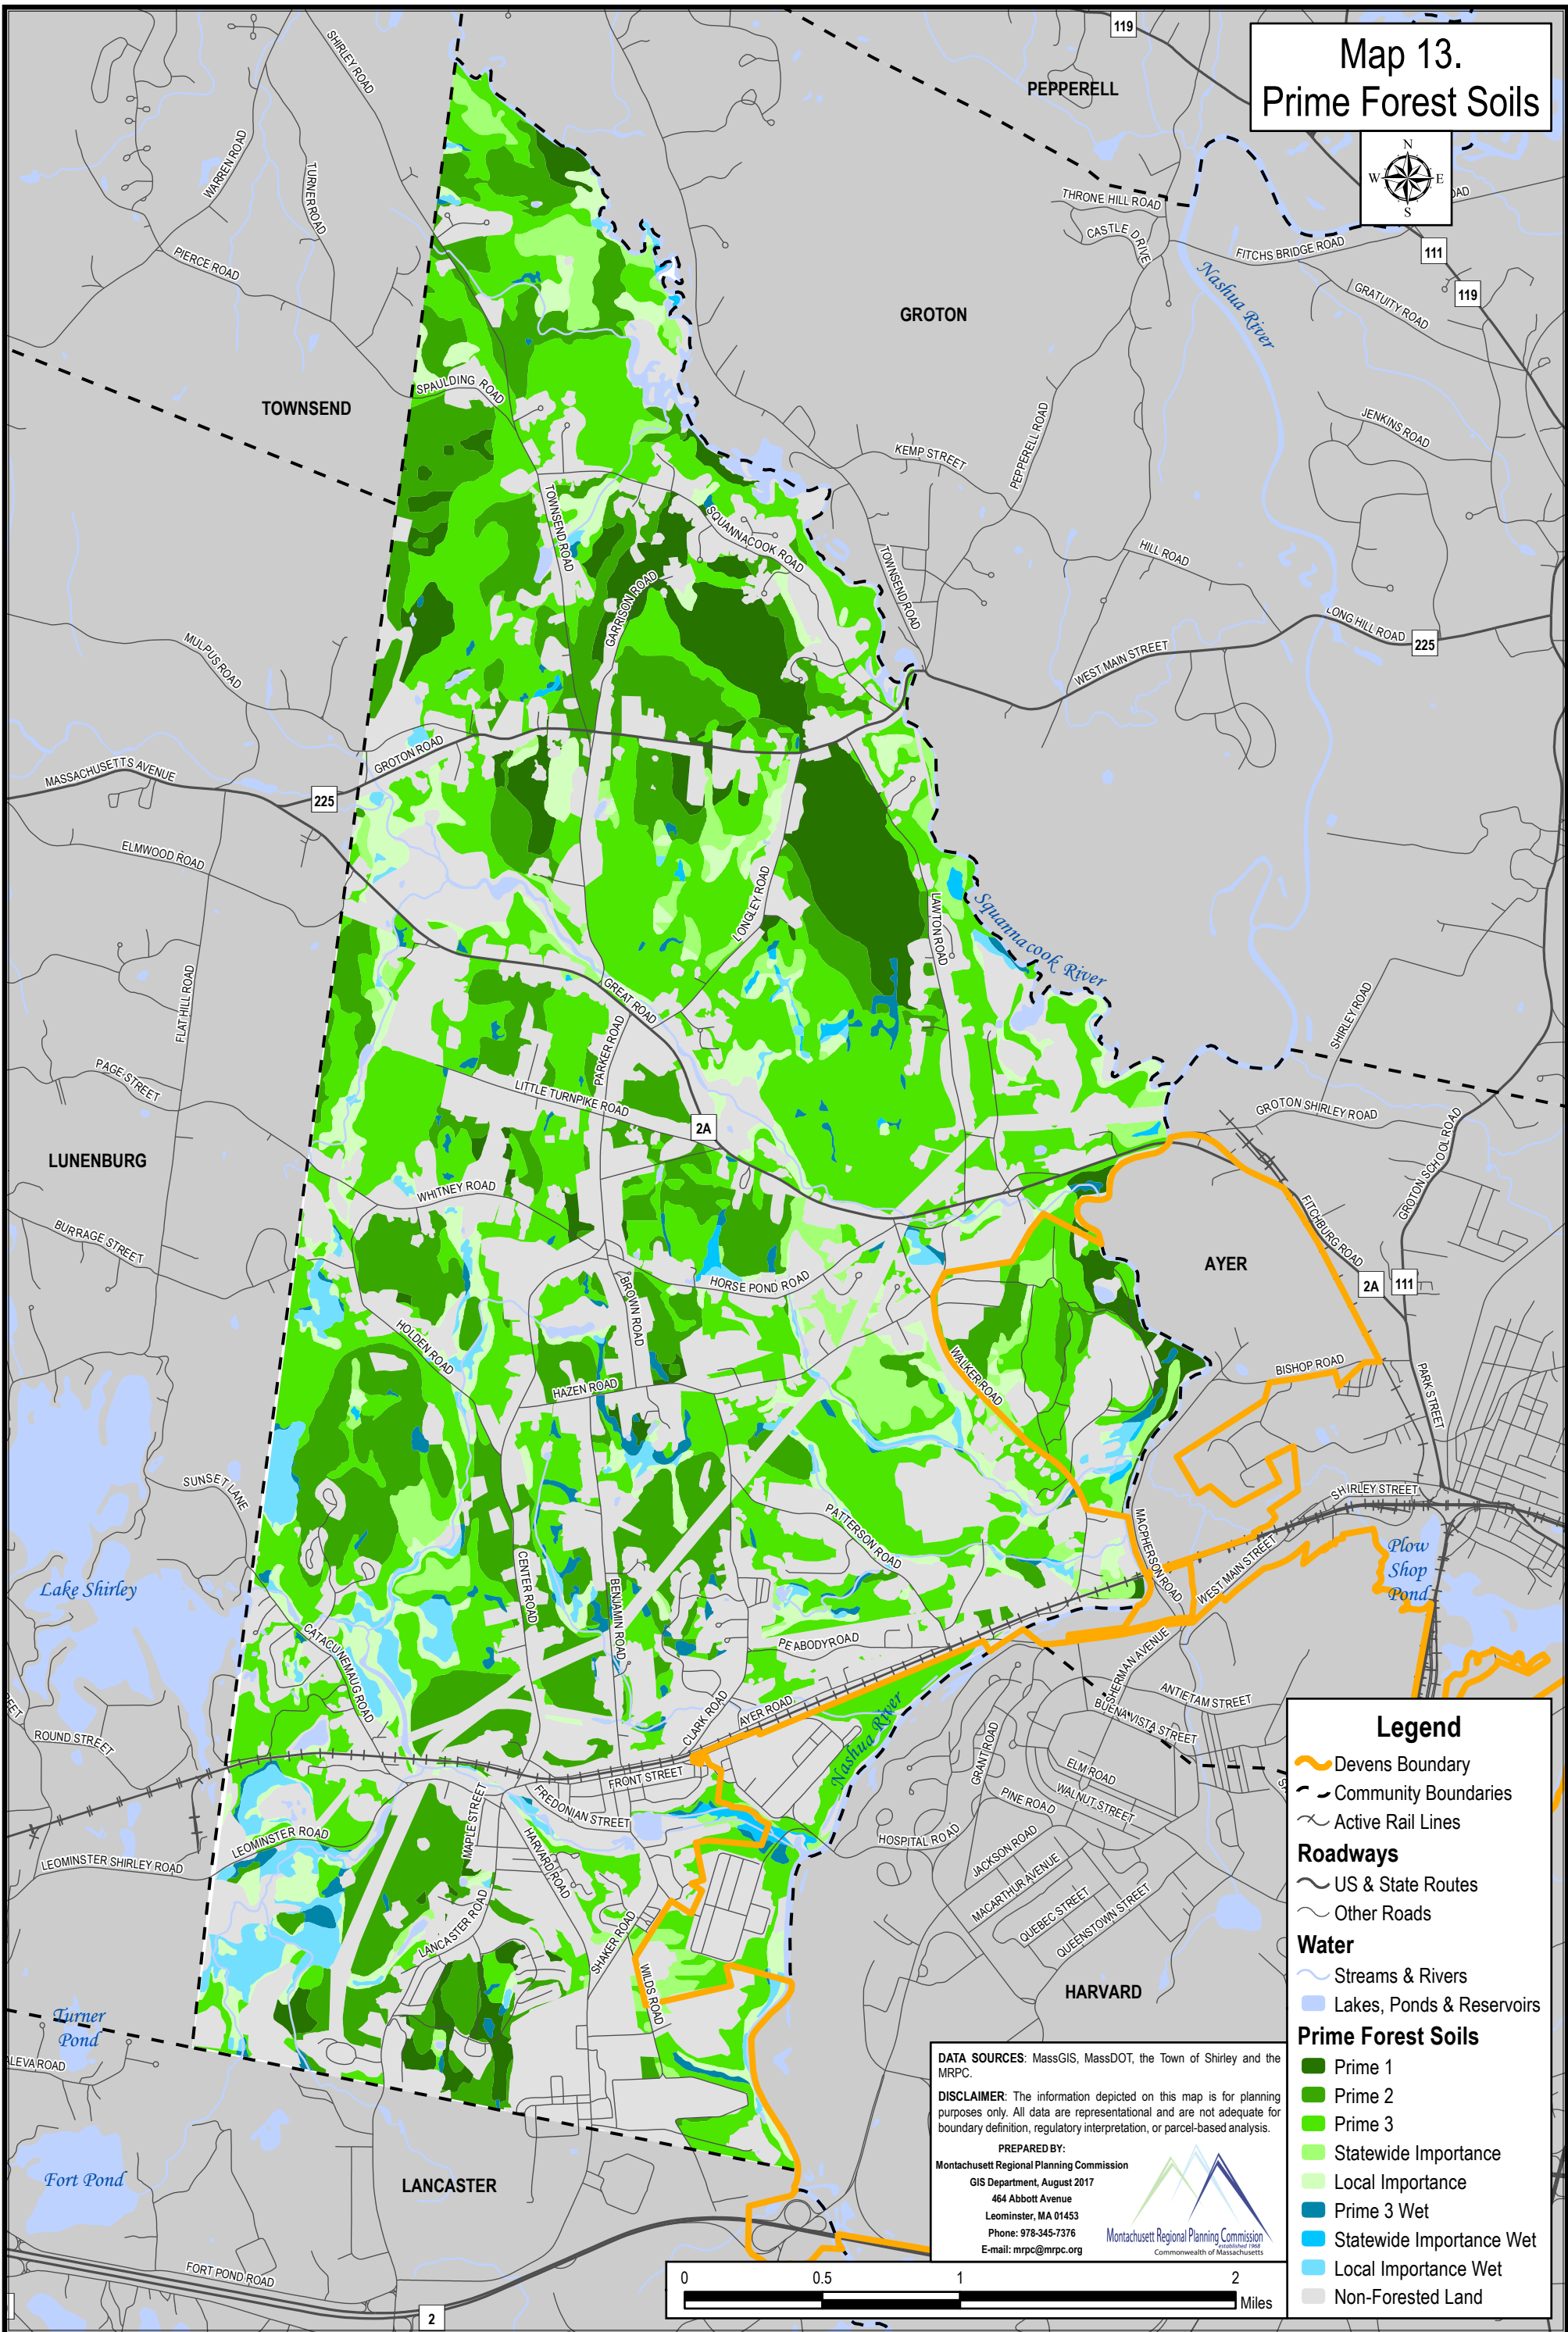 Map 13.
Prime Forest Soils
N
W
E
S
119
PEPPERELL
SHIRLEY ROAD
WARREN ROAD
TURNER ROAD
PIERCE ROAD
THRONE HILL ROAD
CASTLE DRIVE
FITCHS BRIDGE ROAD
111
119
GRATUITY ROAD
Nashua River
GROTON
TOWNSEND
SPAULDING ROAD
JENKINS ROAD
KEMP STREET
PEPPERELL ROAD
TOWNSEND ROAD
SQUANNACOOK ROAD
TOWNSEND ROAD
HILL ROAD
GARRISON ROAD
LONG HILL ROAD
225
WEST MAIN STREET
MULPUS ROAD
GROTON ROAD
MASSACHUSETTS AVENUE
225
ELMWOOD ROAD
LONGLEY ROAD
LAWTON ROAD
Squannacook River
FLAT HILL ROAD
GREAT ROAD
PARKER ROAD
SHIRLEY ROAD
PAGE STREET
LITTLE TURNPIKE ROAD
2A
GROTON SHIRLEY ROAD
GROTON SCHOOL ROAD
LUNENBURG
WHITNEY ROAD
BURRAGE STREET
FITCHBURG ROAD
AYER
2A
111
HORSE POND ROAD
BROWN ROAD
HOLDEN ROAD
HAZEN ROAD
WALKER ROAD
BISHOP ROAD
PARK STREET
SUNSET LANE
SHIRLEY STREET
PATTERSON ROAD
MACPHERSON ROAD
WEST MAIN STREET
Plow
Shop
Pond
Lake Shirley
CENTER ROAD
BENJAMIN ROAD
CATACUNEMAUG ROAD
PEABODY ROAD
SHERMAN AVENUE
ANTIETAM STREET
BUENA VISTA STREET
CLARK ROAD
AYER ROAD
Nashua River
ROUND STREET
GRANT ROAD
ELM ROAD
WALNUT STREET
PINE ROAD
FRONT STREET
FREDONIAN STREET
HOSPITAL ROAD
JACKSON ROAD
MACARTHUR AVENUE
QUEBEC STREET
QUEENSTOWN STREET
MAPLE STREET
HARVARD ROAD
LEOMINSTER ROAD
LEOMINSTER SHIRLEY ROAD
LANCASTER ROAD
SHAKER ROAD
WILDS ROAD
HARVARD
Turner
Pond
Fort Pond
LANCASTER
FORT POND ROAD
2
Legend
Devens Boundary
Community Boundaries
Active Rail Lines
Roadways
US & State Routes
Other Roads
Water
Streams & Rivers
Lakes, Ponds & Reservoirs
Prime Forest Soils
Prime 1
Prime 2
Prime 3
Statewide Importance
Local Importance
Prime 3 Wet
Statewide Importance Wet
Local Importance Wet
Non-Forested Land
DATA SOURCES: MassGIS, MassDOT, the Town of Shirley and the
MRPC.
DISCLAIMER: The information depicted on this map is for planning
purposes only. All data are representational and are not adequate for
boundary definition, regulatory interpretation, or parcel-based analysis.
PREPARED BY:
Montachusett Regional Planning Commission
GIS Department, August 2017
464 Abbott Avenue
Leominster, MA 01453
Phone: 978-345-7376
E-mail: mrpc@mrpc.org
Montachusett Regional Planning Commission
established 1968
Commonwealth of Massachusetts
0
0.5
1
2
Miles